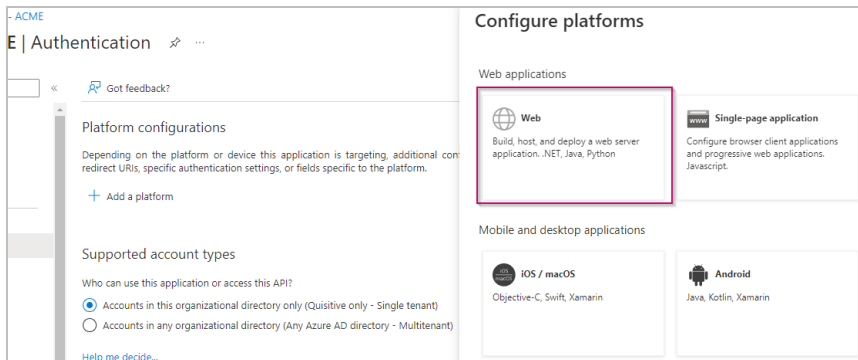 - ACME
E | Authentication
Got feedback?
Platform configurations
Depending on the platform or device this application is targeting, additional
redirect URIs, specific authentication settings, or fields specific to the platform.
Add a platform
Supported account types
Who can use this application or access this API?
Accounts in this organizational directory only (Quisitive only - Single tenant)
Accounts in any organizational directory (Any Azure AD directory - Multitenant)
Help me decide...
Configure platforms
Web applications
Web
Build, host, and deploy a web server
application. .NET, Java, Python
www
Single-page application
Configure browser client applications
and progressive web applications.
Javascript.
Mobile and desktop applications
iOS
macOS
iOS / macOS
Objective-C, Swift, Xamarin
Android
Java, Kotlin, Xamarin